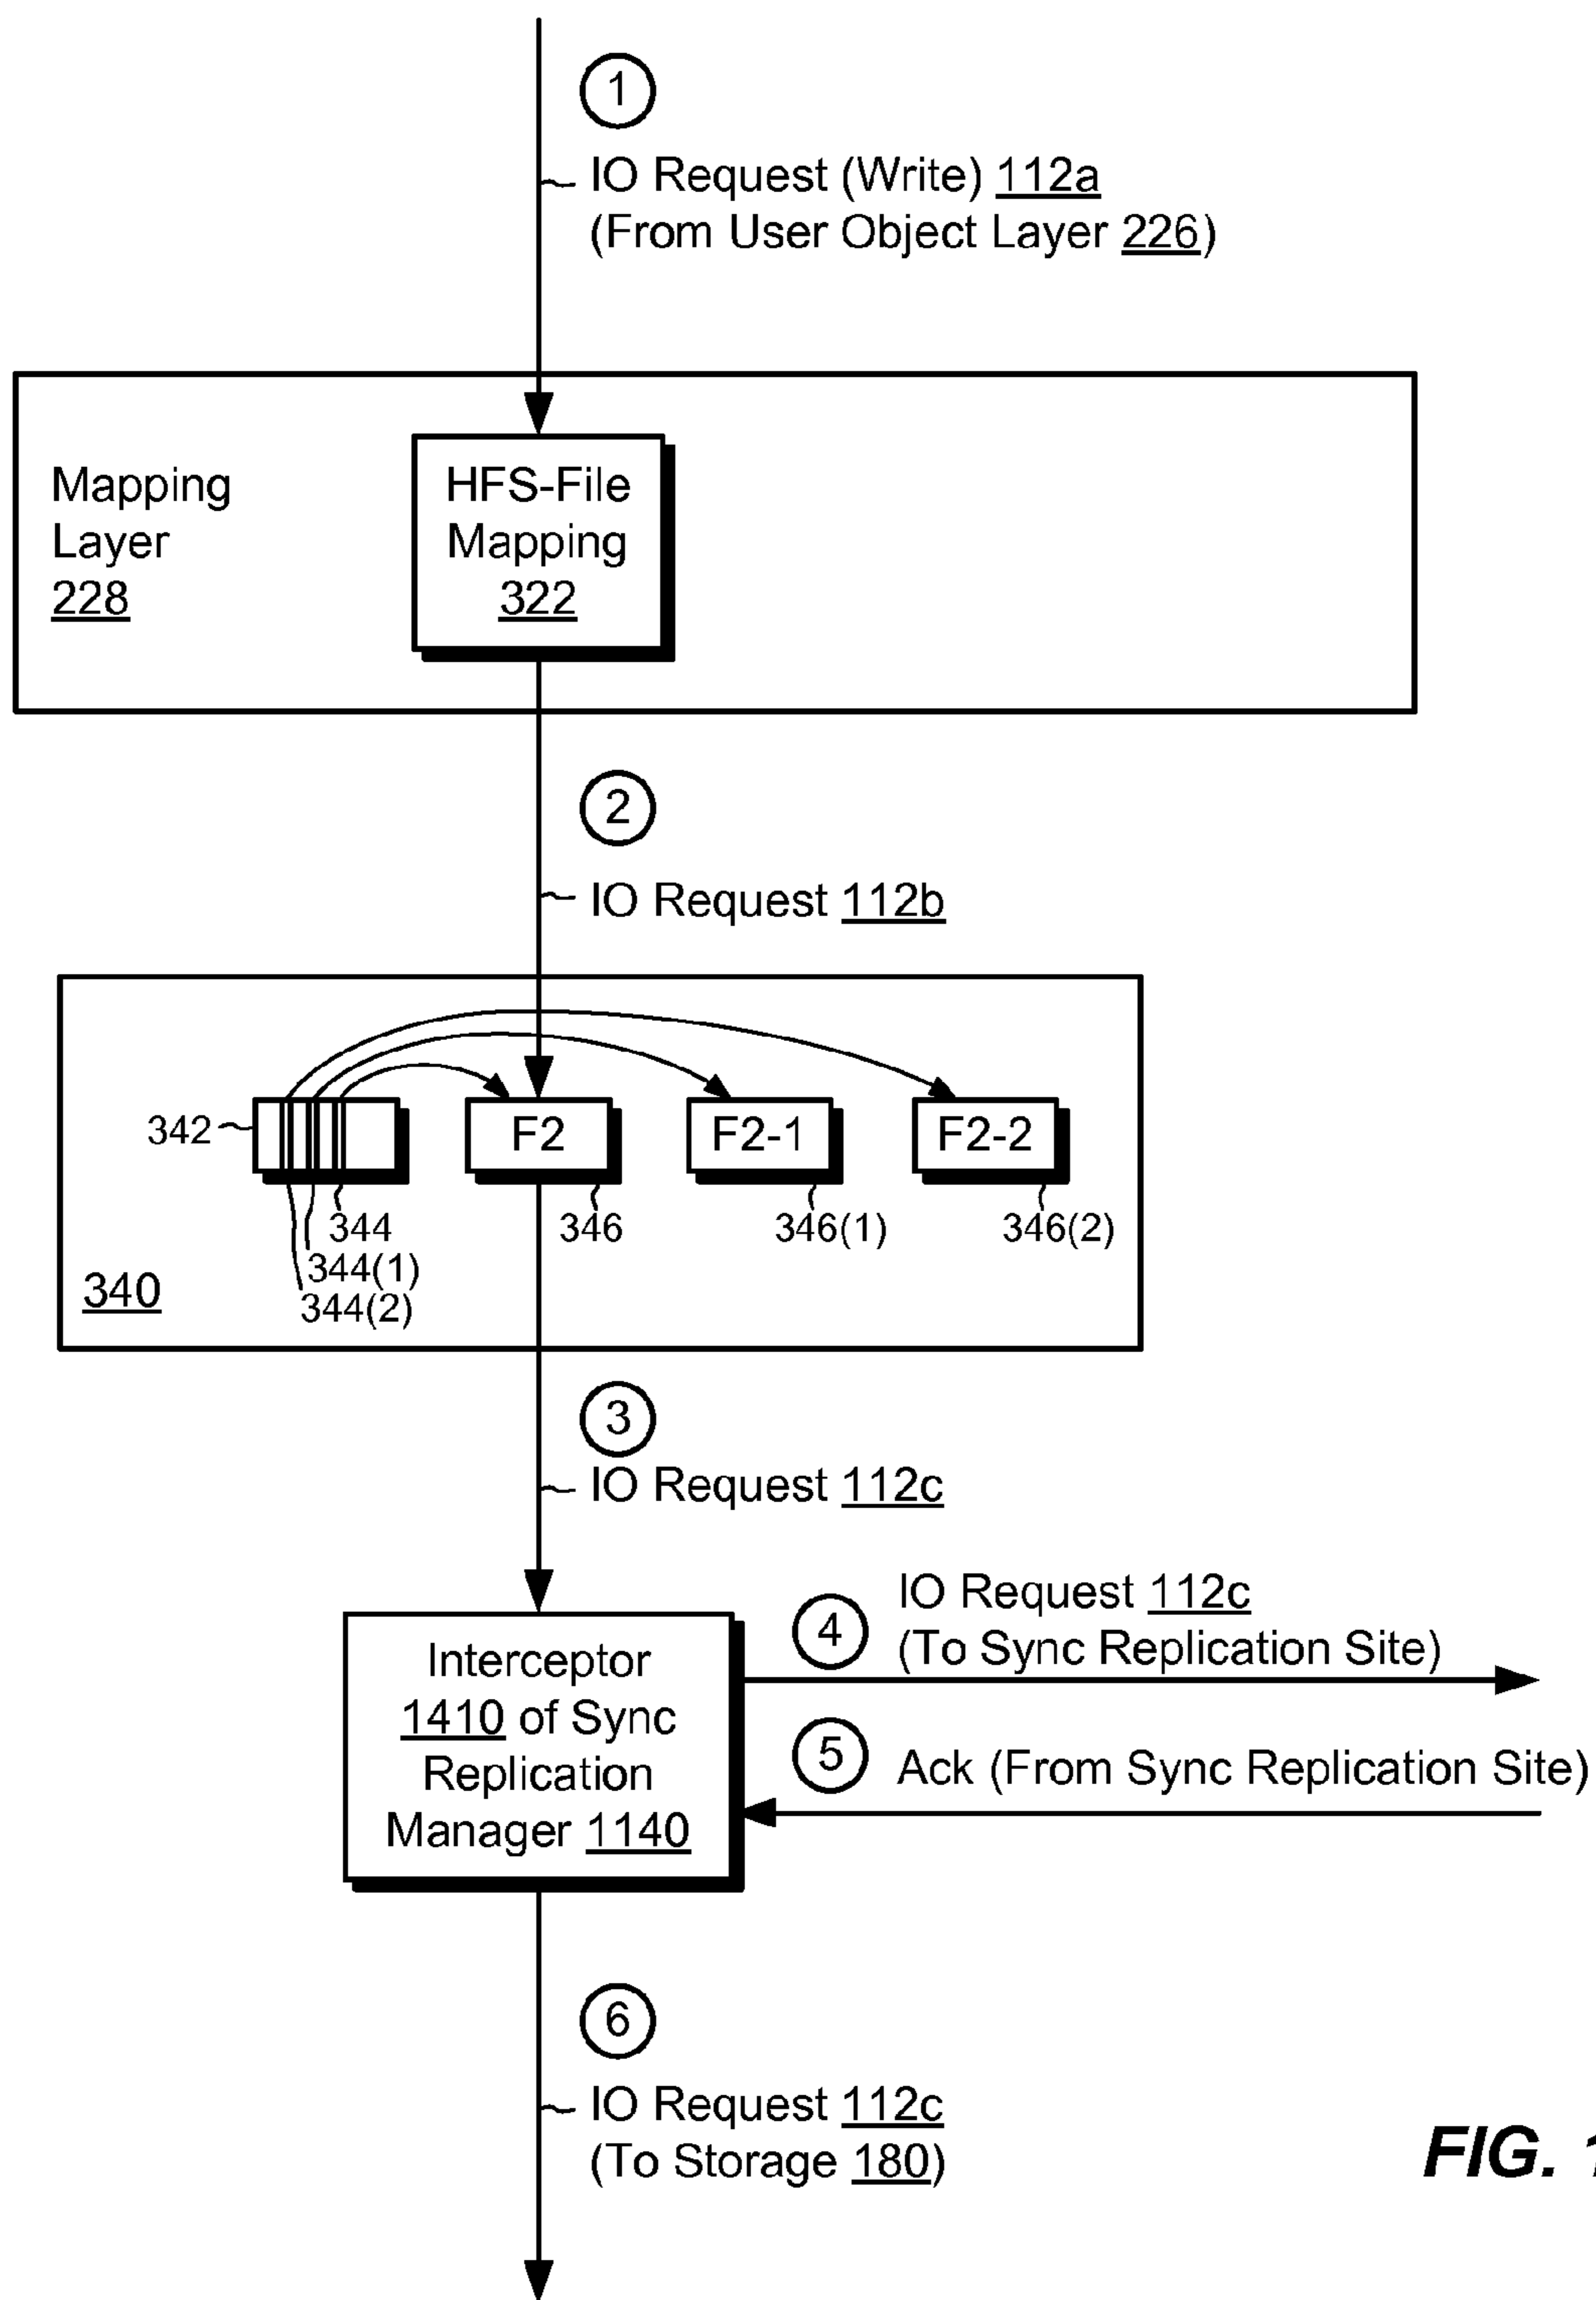 1
IO Request (Write) 112a
(From User Object Layer 226)
Mapping
Layer
228
HFS-File
Mapping
322
2
IO Request 112b
342
F2
F2-1
F2-2
344
346
346(1)
346(2)
344(1)
344(2)
340
3
IO Request 112c
4
IO Request 112c
(To Sync Replication Site)
Interceptor
1410 of Sync
Replication
Manager 1140
5
Ack (From Sync Replication Site)
6
IO Request 112c
(To Storage 180)
FIG.